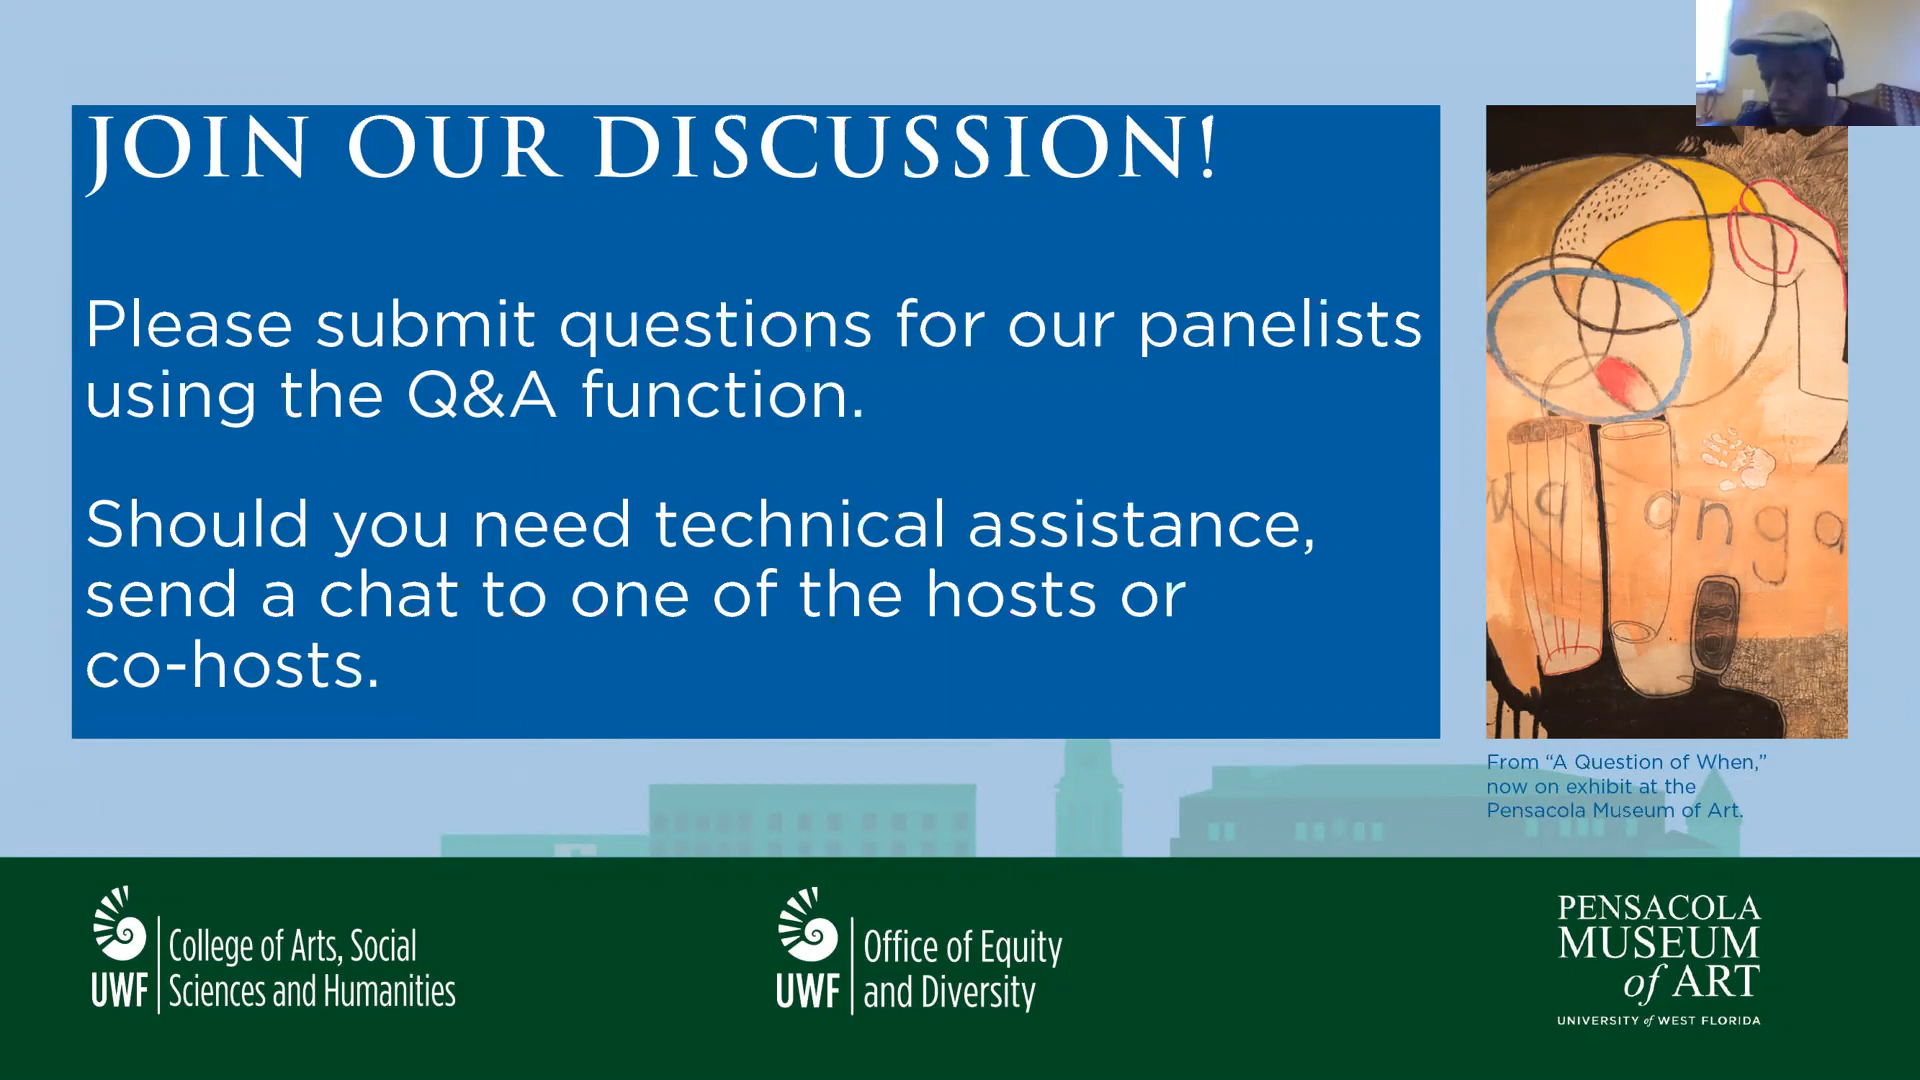 JOIN OUR DISCUSSION!
Please submit questions for our panelists
using the Q&A function.
Should you need technical assistance,
send a chat to one of the hosts or
co-hosts.
wasanga
From “A Question of When,”
now on exhibit at the
Pensacola Museum of Art.
UWF
College of Arts, Social
Sciences and Humanities
UWF
Office of Equity
and Diversity
PENSACOLA
MUSEUM
of ART
UNIVERSITY of WEST FLORIDA